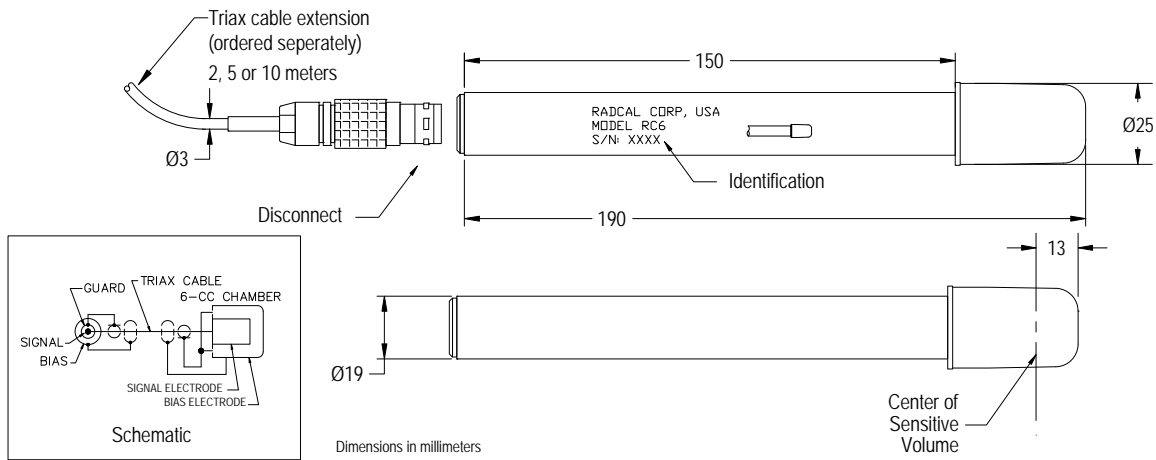 Triax cable extension
(ordered seperately)
2, 5 or 10 meters
Ø3
Disconnect
150
RADCAL CORP, USA
MODEL RC6
S/N: XXXX
Identification
Ø25
190
13
GUARD
TRIAX CABLE
6-CC CHAMBER
SIGNAL
BIAS
SIGNAL ELECTRODE
BIAS ELECTRODE
Schematic
Ø19
Center of
Sensitive
Volume
Dimensions in millimeters